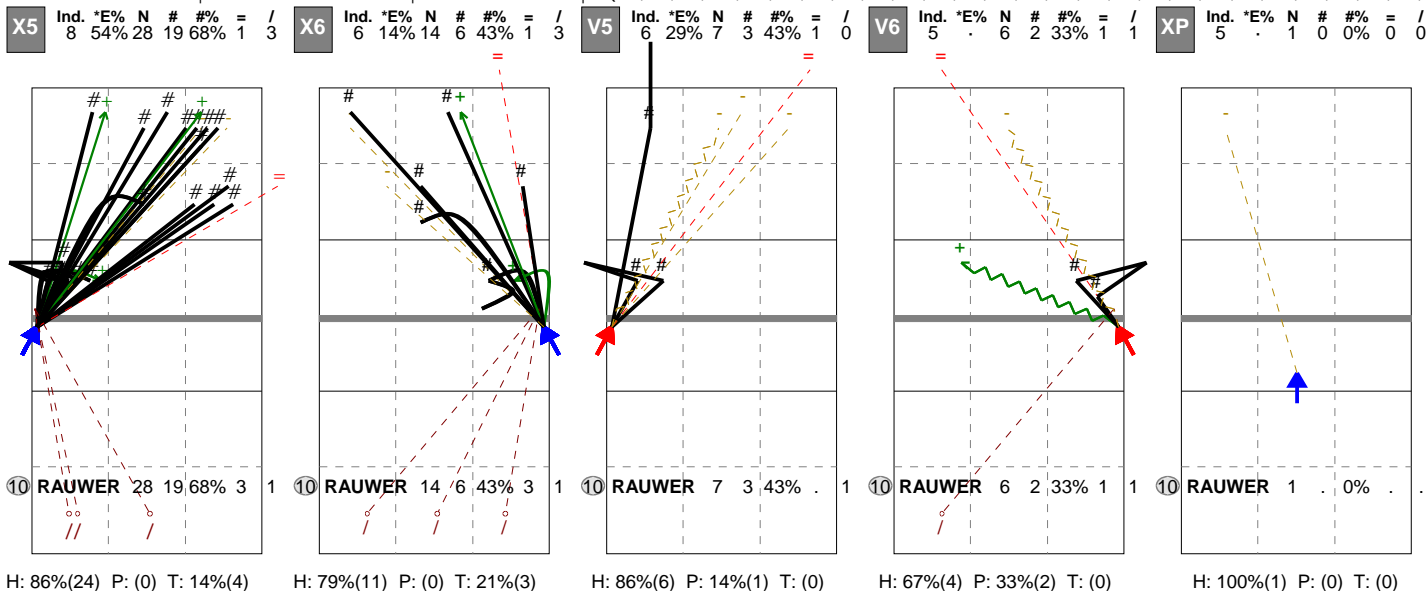 X5 Ind. *E% N # #% = /
8 54% 28 19 68% 1 3
X6 Ind. *E% N # #% = /
6 14% 14 6 43% 1 3
V5 Ind. *E% N # #% = /
6 29% 7 3 43% 1 0
V6 Ind. *E% N # #% = /
5 . 6 2 33% 1 1
XP Ind. *E% N # #% = /
5 . 1 0 0% 0 0
10 RAUWER 28 19 68% 3 1
10 RAUWER 14 6 43% 3 1
10 RAUWER 7 3 43% . 1
10 RAUWER 6 2 33% 1 1
10 RAUWER 1 . 0% . .
H: 86%(24) P: (0) T: 14%(4)
H: 79%(11) P: (0) T: 21%(3)
H: 86%(6) P: 14%(1) T: (0)
H: 67%(4) P: 33%(2) T: (0)
H: 100%(1) P: (0) T: (0)